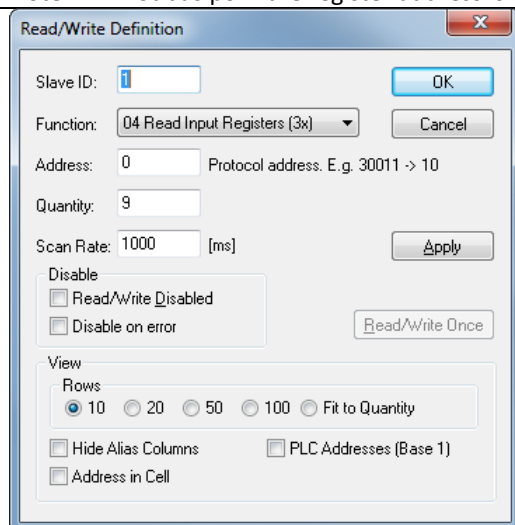 Read/Write Definition
Slave ID: 1 OK
Function: 04 Read Input Registers (3x) Cancel
Address: 0 Protocol address. E.g. 30011 -> 10
Quantity: 9
Scan Rate: 1000 [ms] Apply
Disable
Read/Write Disabled
Disable on error Read/Write Once
View
Rows
10 20 50 100 Fit to Quantity
Hide Alias Columns PLC Addresses (Base 1)
Address in Cell